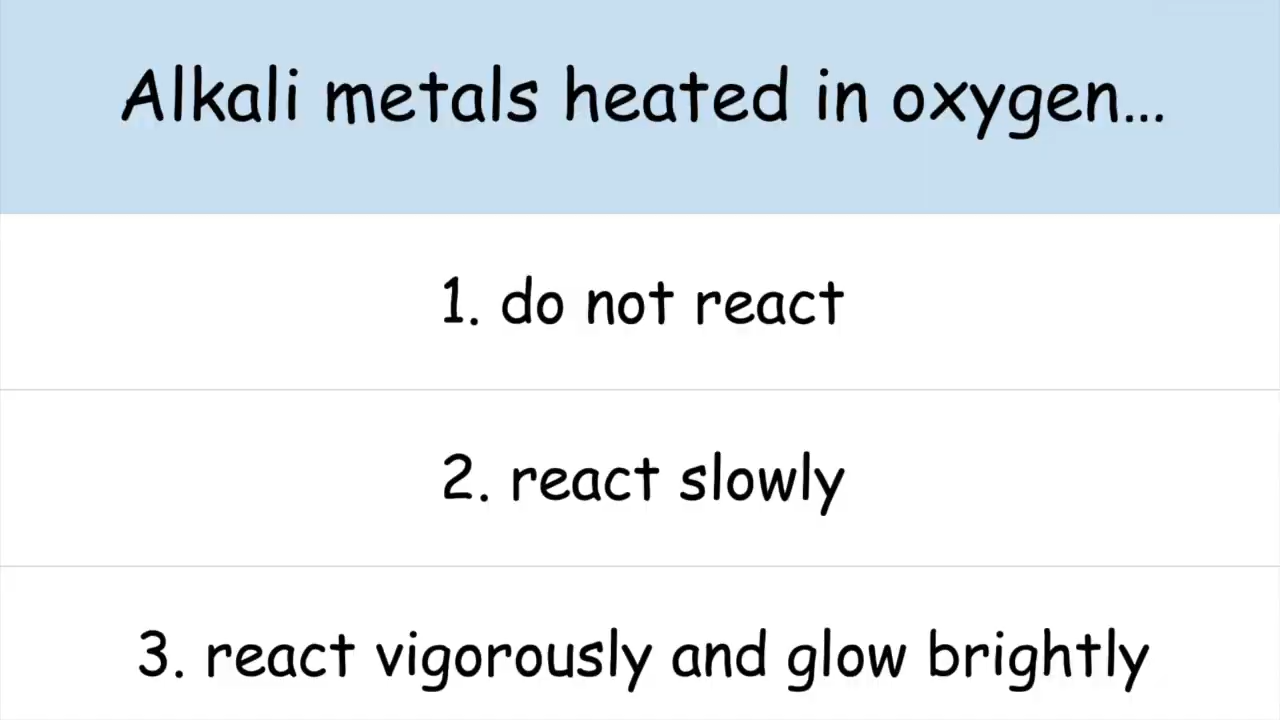 Alkali metals heated in oxygen...
1. do not react
2. react slowly
3. react vigorously and glow brightly